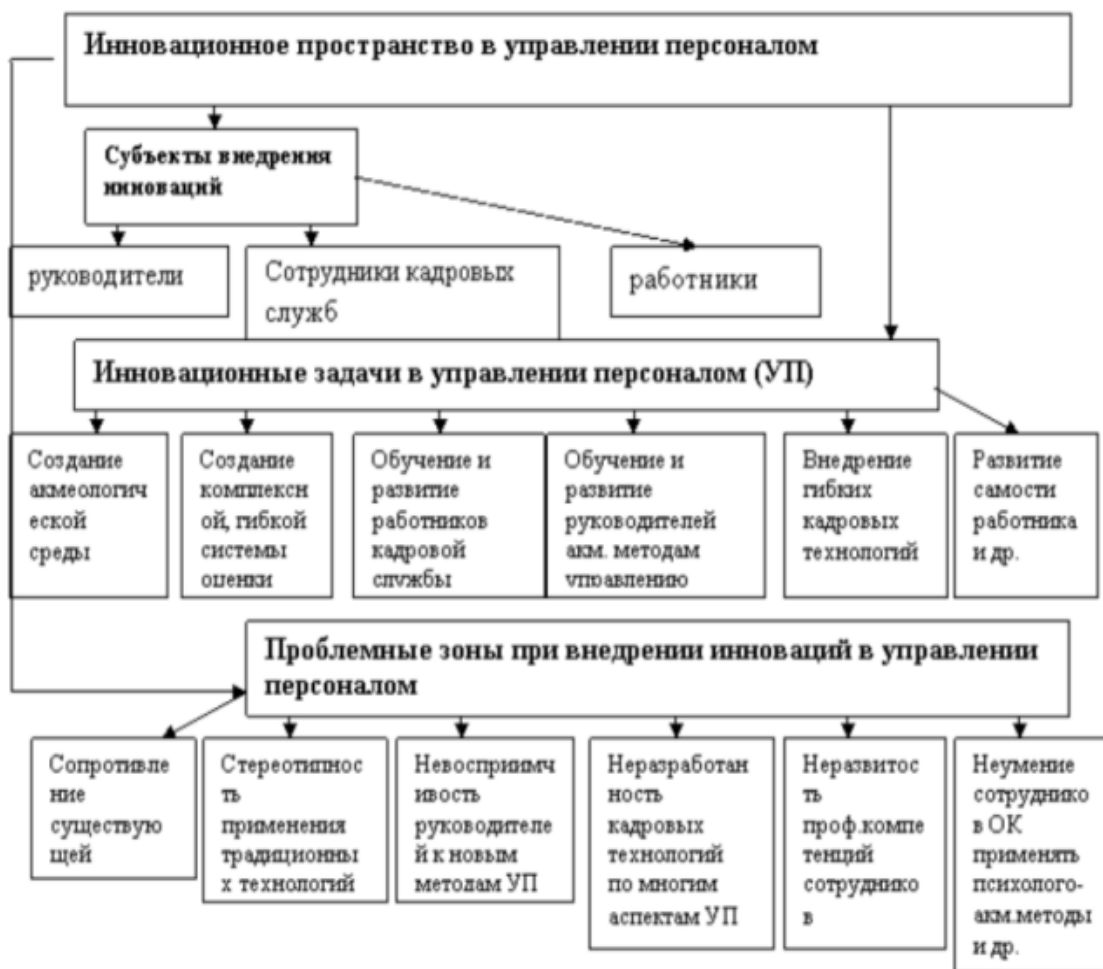 Инновационное пространство в управлении персоналом
Субъекты внедрения
инноваций
руководители
Сотрудники кадровых
служб
работники
Инновационные задачи в управлении персоналом (УП)
Создание
акмеологич
еской
среды
Создание
комплексн
ой, гибкой
системы
оценки
Обучение и
развитие
работников
кадровой
службы
Обучение и
развитие
руководителей
акм. методам
управлению
Внедрение
гибких
кадровых
технологий
Развитие
самости
работника
и др.
Проблемные зоны при внедрении инноваций в управлении
персоналом
Сопротивле
ние
существую
щей
Стереотипнос
ть
применения
традиционны
х технологий
Невосприимч
ивость
руководителе
й к новым
методам УП
Неразработан
ность
кадровых
технологий
по многим
аспектам УП
Неразвитос
ть
проф.компе
тенций
сотруднико
в
Неумение
сотруднико
в ОК
применять
психолого-
акм.методы
и др.